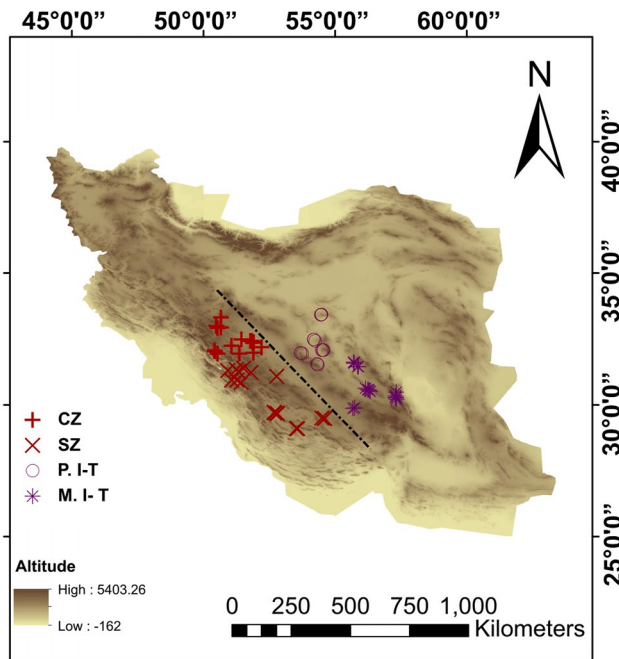 45°0'0’’ 50°0'0’’ 55°0'0’’ 60°0'0’’
N
40°0'0’’
35°0'0’’
30°0'0’’
25°0'0’’
CZ
SZ
P. I-T
M. I- T
Altitude
High : 5403.26
Low : -162
0 250 500 750 1,000
Kilometers